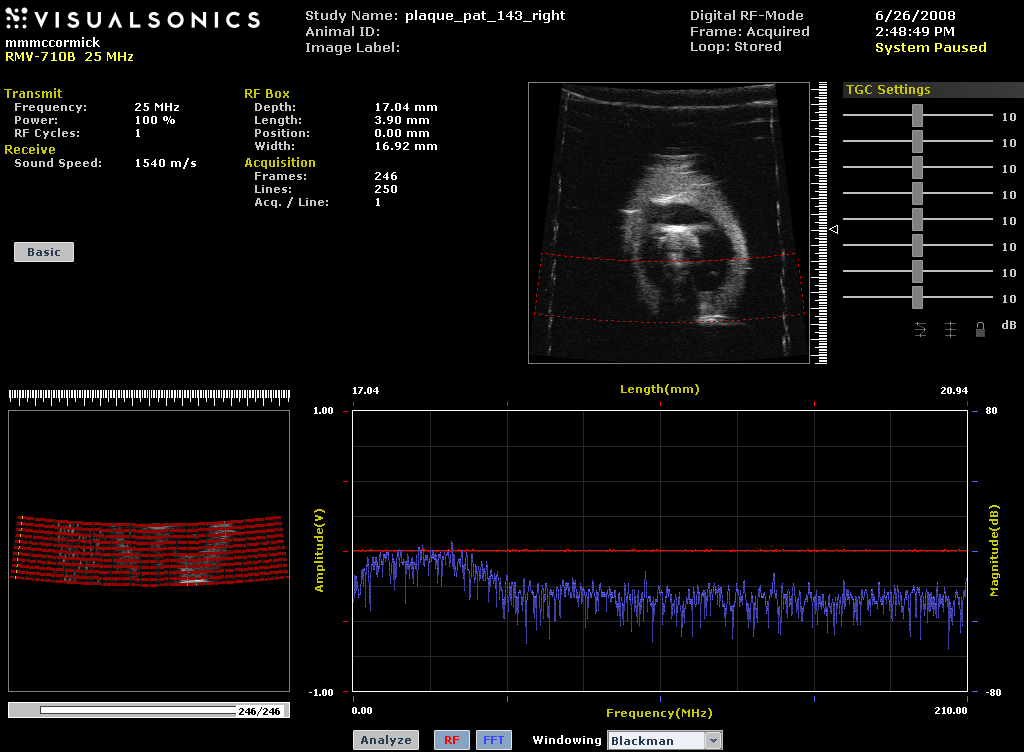 VISUALSONICS
mmmccormick
RMV-710B 25 MHz
Study Name: plaque_pat_143_right
Animal ID:
Image Label:
Digital RF-Mode
Frame: Acquired
Loop: Stored
6/26/2008
2:48:49 PM
System Paused
Transmit
Frequency: 25 MHz
Power: 100 %
RF Cycles: 1
Receive
Sound Speed: 1540 m/s
RF Box
Depth: 17.04 mm
Length: 3.90 mm
Position: 0.00 mm
Width: 16.92 mm
Acquisition
Frames: 246
Lines: 250
Acq. / Line: 1
Basic
TGC Settings
10
10
10
10
10
10
10
10
dB
17.04 Length(mm) 20.94
1.00
Amplitude(V)
-1.00
80
Magnitude(dB)
-80
246/246
0.00 Frequency(MHz) 210.00
Analyze RF FFT Windowing Blackman